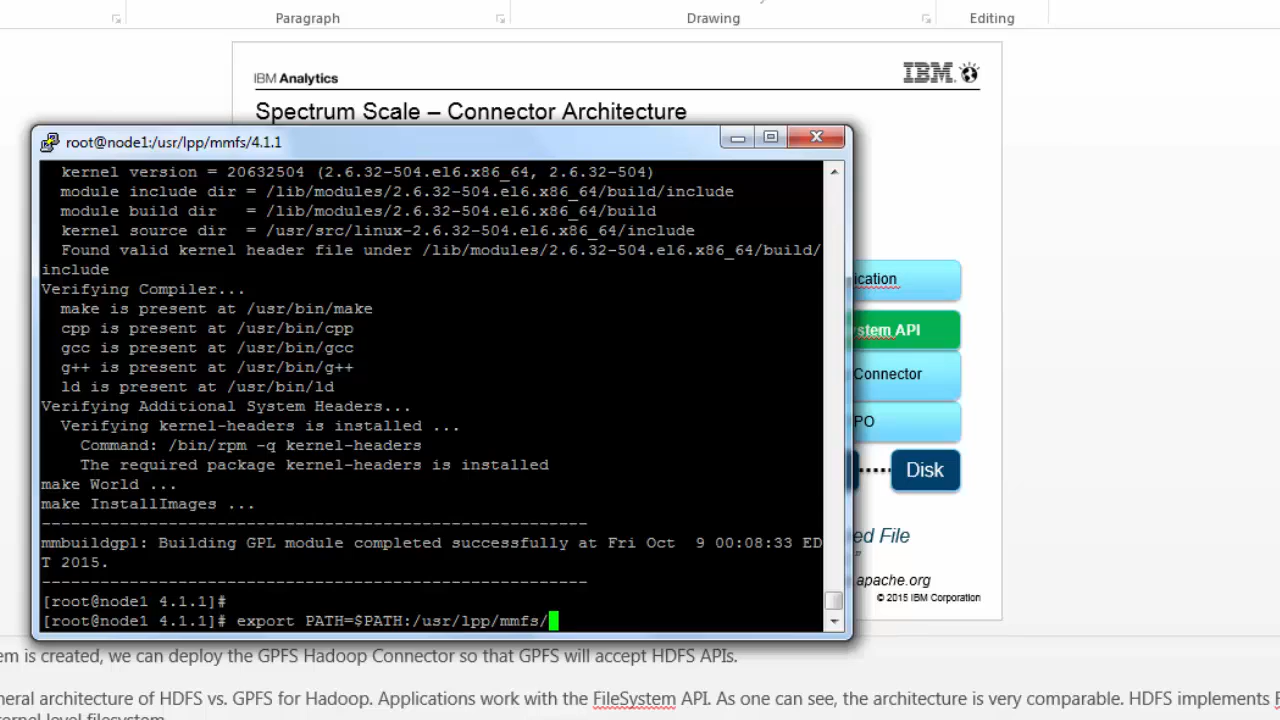 Paragraph
Drawing
Editing
IBM Analytics
IBM
Spectrum Scale – Connector Architecture
root@node1:/usr/lpp/mmfs/4.1.1
kernel version = 20632504 (2.6.32-504.el6.x86_64, 2.6.32-504)
module include dir = /lib/modules/2.6.32-504.el6.x86_64/build/include
module build dir   = /lib/modules/2.6.32-504.el6.x86_64/build
kernel source dir  = /usr/src/linux-2.6.32-504.el6.x86_64/include
Found valid kernel header file under /lib/modules/2.6.32-504.el6.x86_64/build/
include
Verifying Compiler...
make is present at /usr/bin/make
cpp is present at /usr/bin/cpp
gcc is present at /usr/bin/gcc
g++ is present at /usr/bin/g++
ld is present at /usr/bin/ld
Verifying Additional System Headers...
Verifying kernel-headers is installed ...
Command: /bin/rpm -q kernel-headers
The required package kernel-headers is installed
make World ...
make InstallImages ...
--------------------------------------------------------
mmbuildgpl: Building GPL module completed successfully at Fri Oct  9 00:08:33 ED
T 2015.
--------------------------------------------------------
[root@node1 4.1.1]#
[root@node1 4.1.1]# export PATH=$PATH:/usr/lpp/mmfs/
ication
ystem API
Connector
PO
Disk
ed File
apache.org
© 2015 IBM Corporation
em is created, we can deploy the GPFS Hadoop Connector so that GPFS will accept HDFS APIs.
neral architecture of HDFS vs. GPFS for Hadoop. Applications work with the FileSystem API. As one can see, the architecture is very comparable. HDFS implements
ernel level filesystem